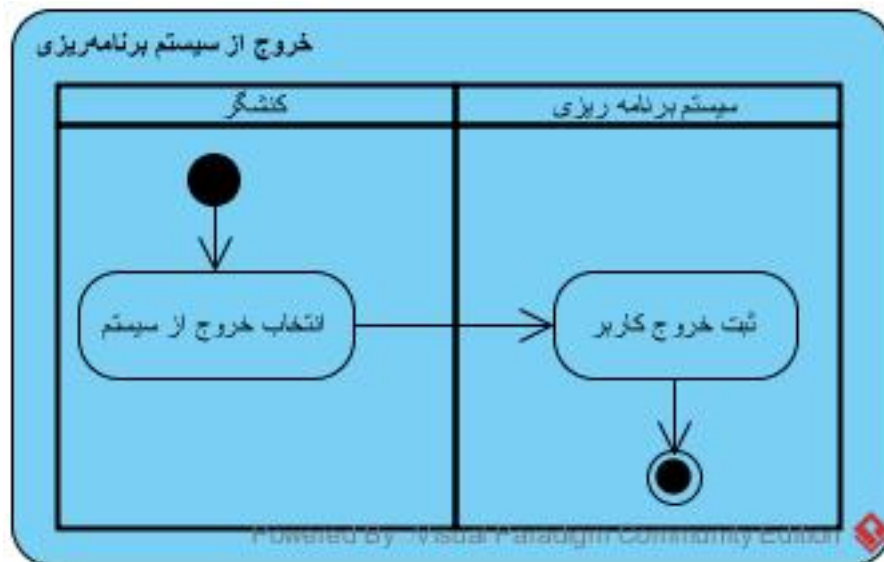 خروج از سیستم برنامه‌ریزی
کنشگر
سیستم برنامه ریزی
انتخاب خروج از سیستم
ثبت خروج کاربر
Powered By Visual Paradigm Community Edition